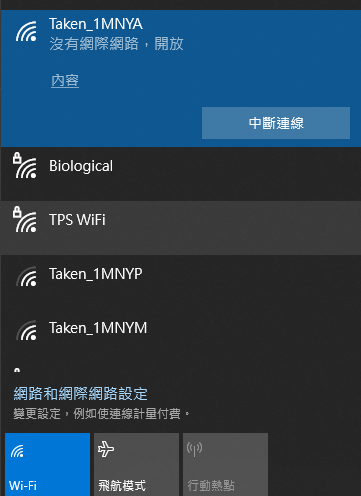 Taken_1MNYA
沒有網際網路，開放
內容
中斷連線
Biological
TPS WiFi
Taken_1MNYP
Taken_1MNYM
網路和網際網路設定
變更設定，例如使連線計量付費。
Wi-Fi
飛航模式
行動熱點